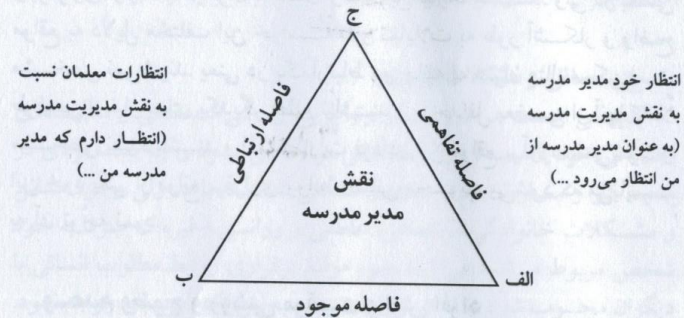 ج
انتظار خود مدیر مدرسه
به نقش مدیریت مدرسه
(به عنوان مدیر مدرسه از
من انتظار می‌رود ...)
فاصله تفاهمی
فاصله ارتباطی
انتظارات معلمان نسبت
به نقش مدیریت مدرسه
(انتظــار دارم که مدیر
مدرسه من ...)
نقش
مدیر مدرسه
الف
ب
فاصله موجود